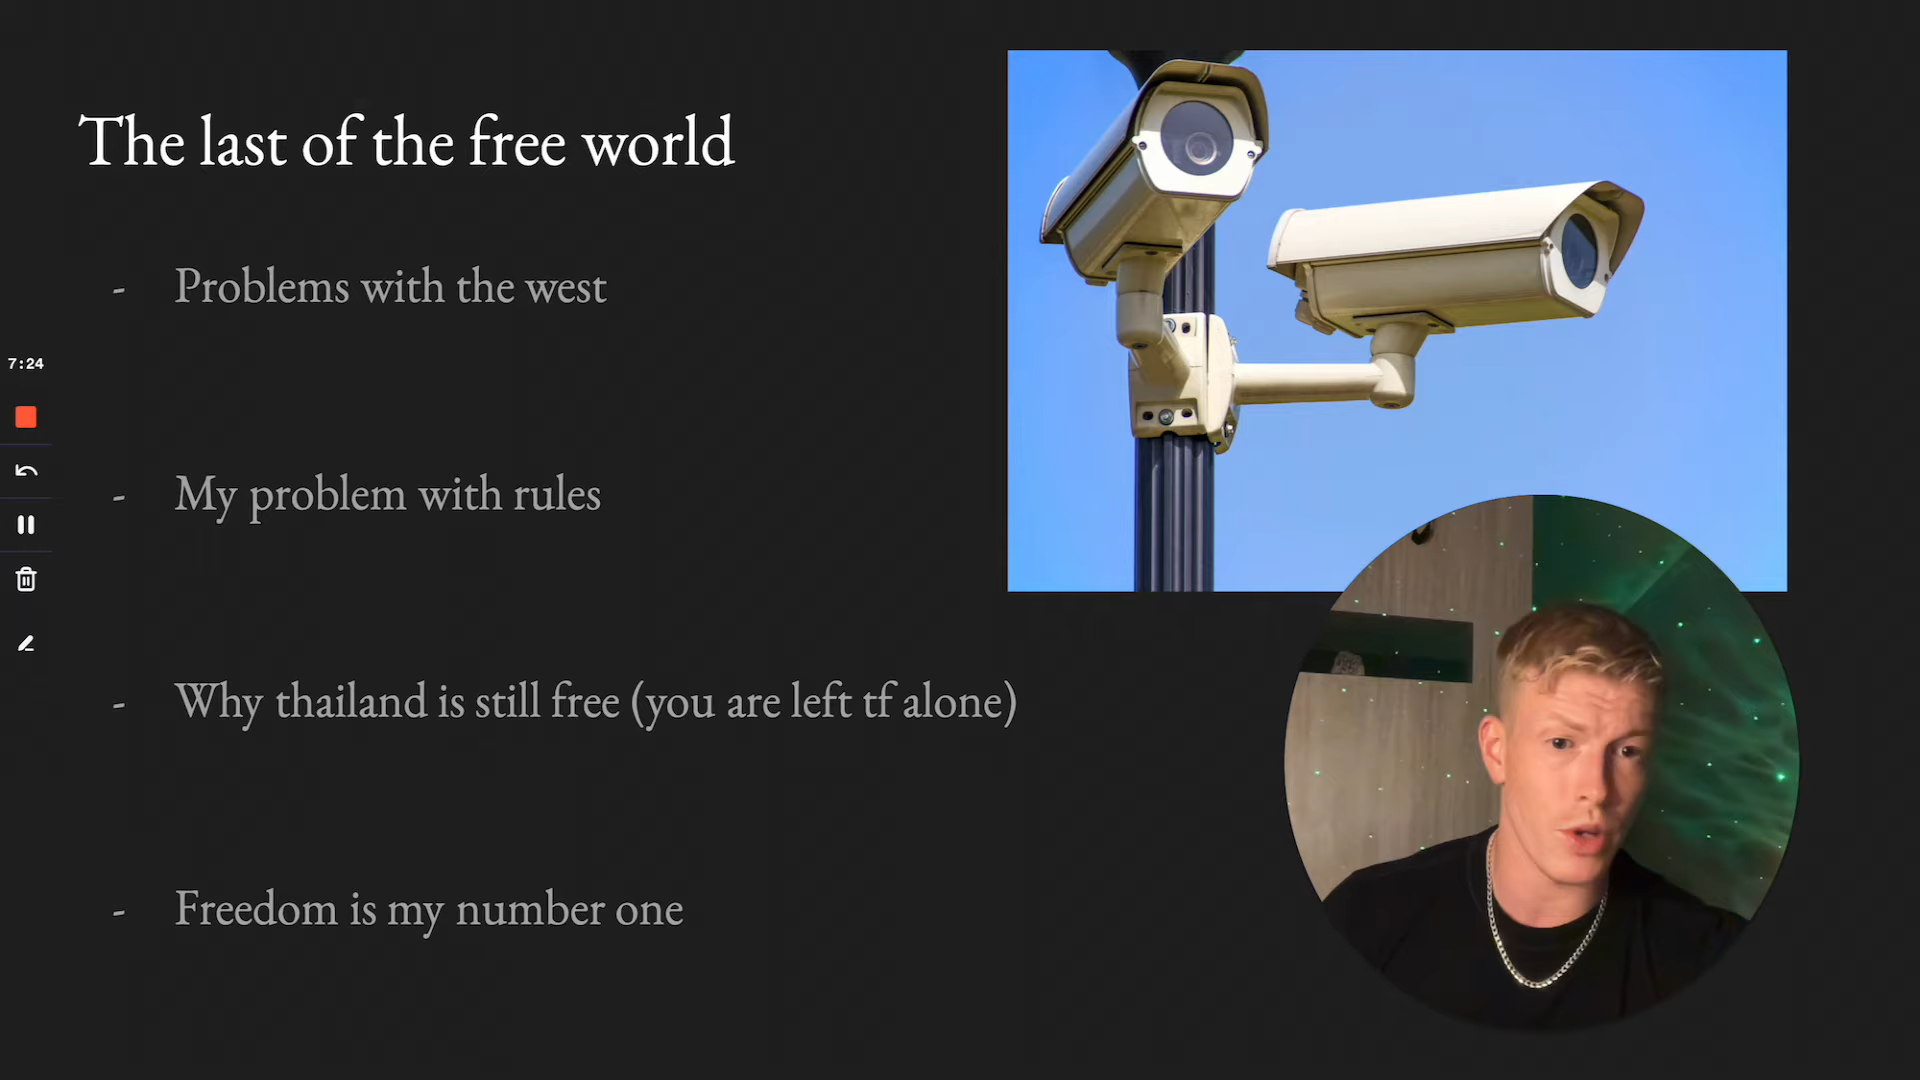 The last of the free world
- Problems with the west
7:24
- My problem with rules
- Why thailand is still free (you are left tf alone)
- Freedom is my number one